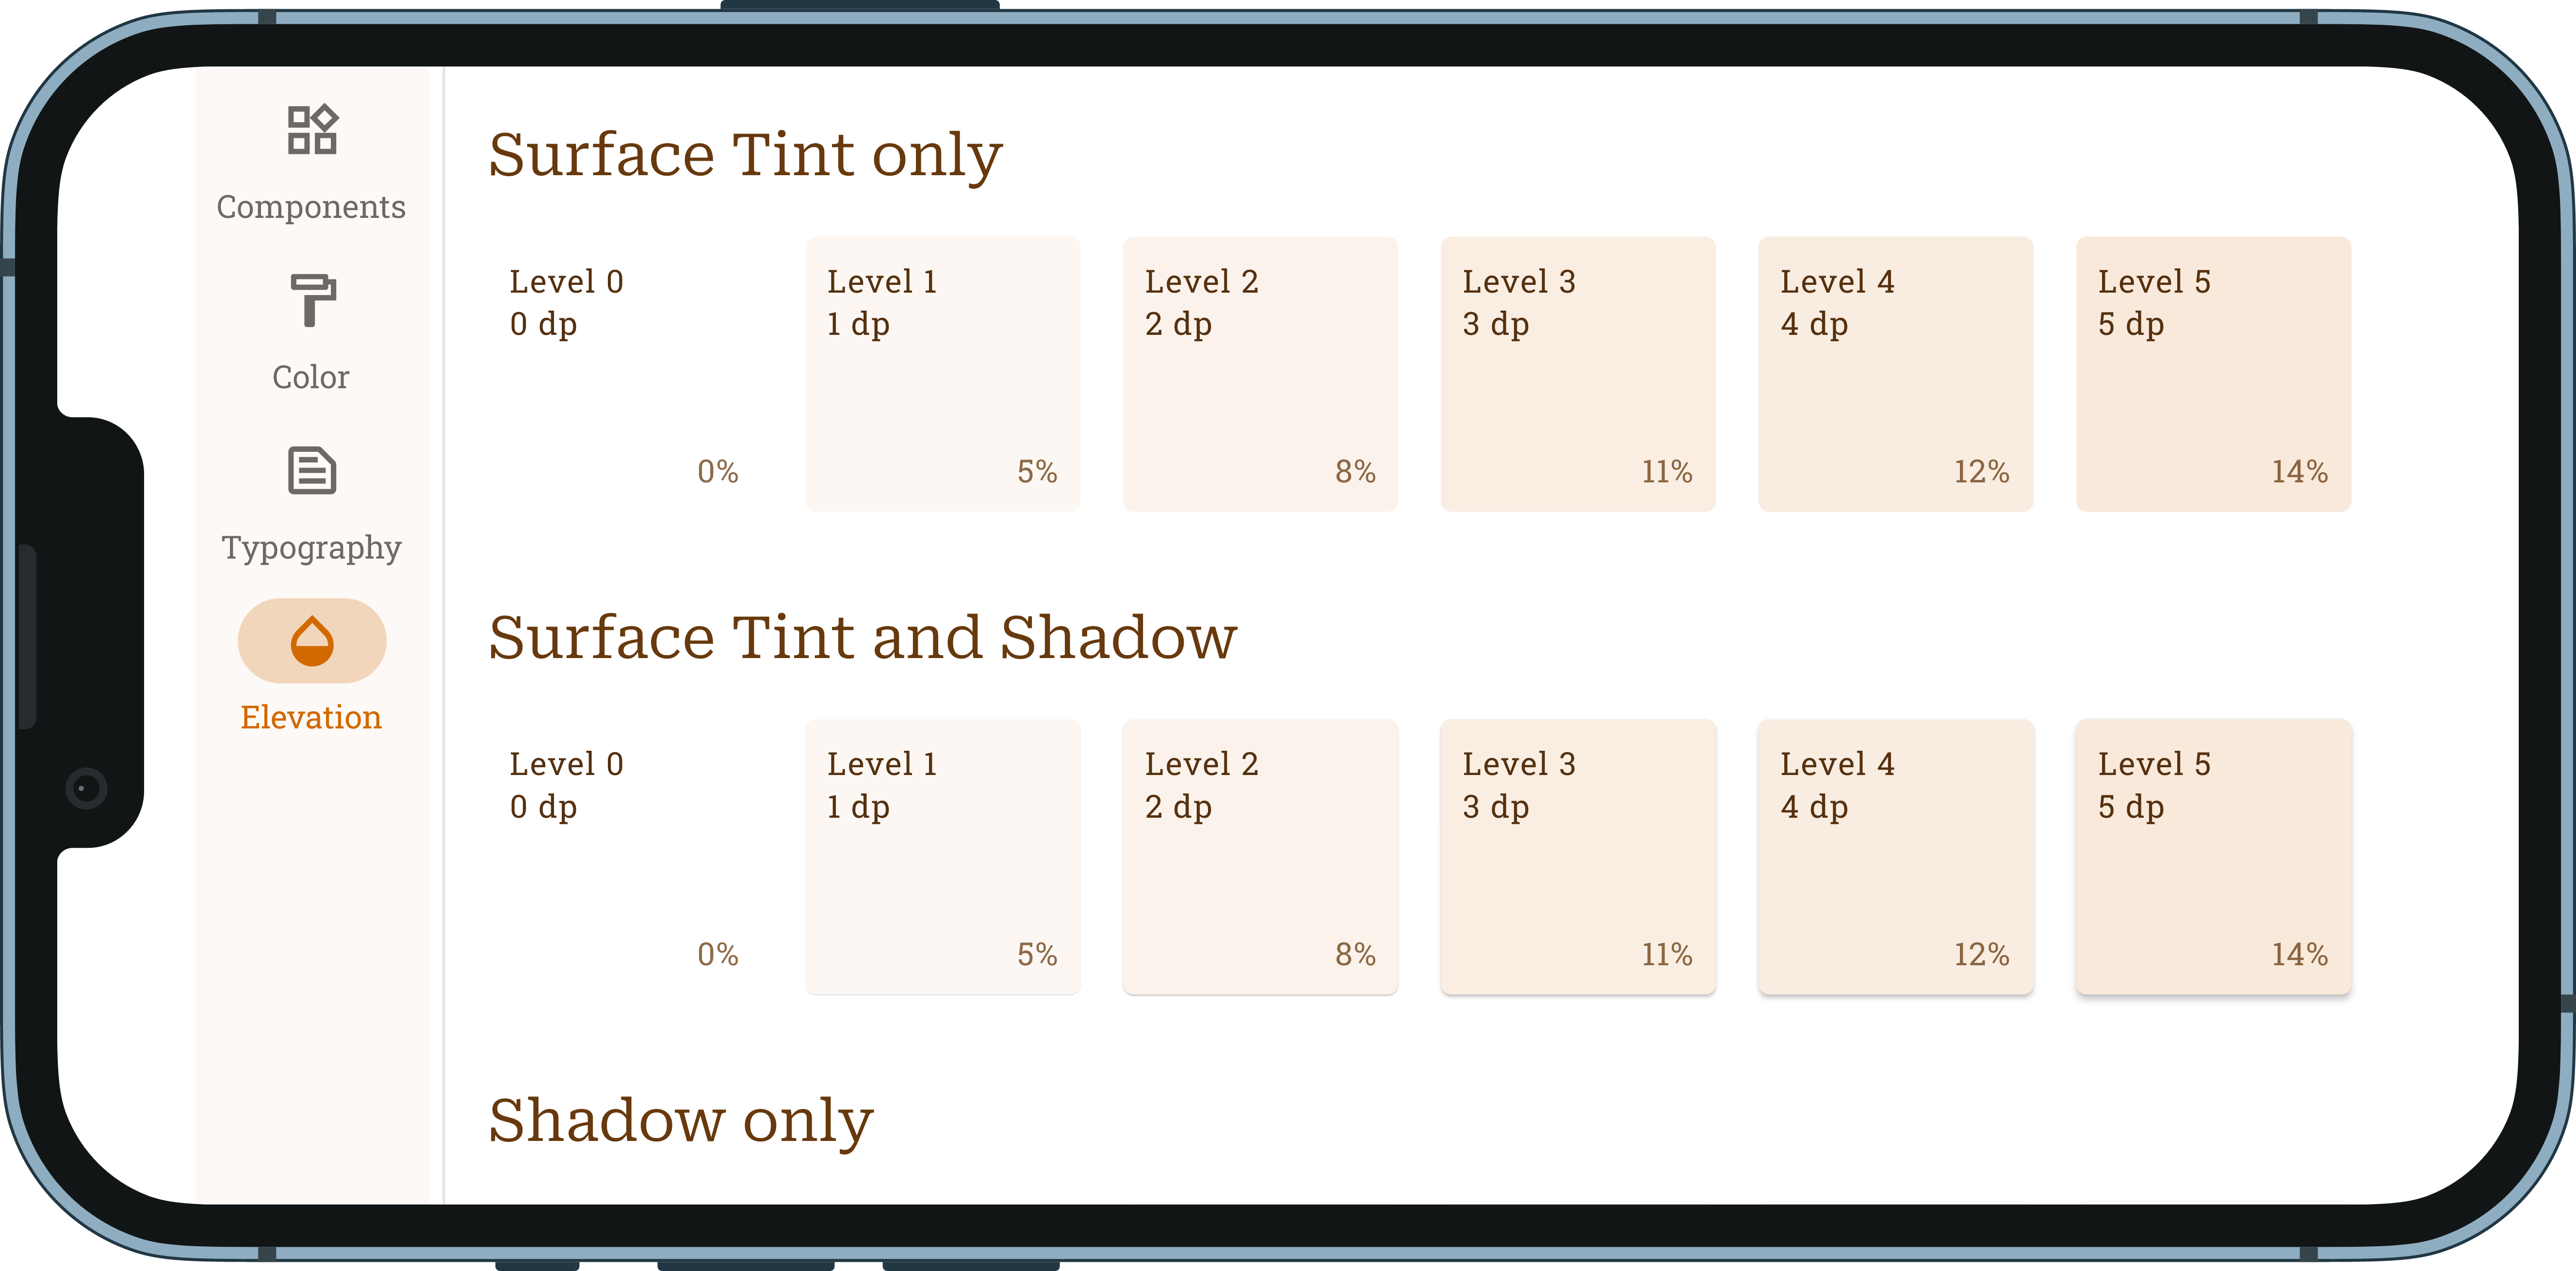 Components
Color
Typography
Elevation
Surface Tint only
Level 0
0 dp
0%
Level 1
1 dp
5%
Level 2
2 dp
8%
Level 3
3 dp
11%
Level 4
4 dp
12%
Level 5
5 dp
14%
Surface Tint and Shadow
Level 0
0 dp
0%
Level 1
1 dp
5%
Level 2
2 dp
8%
Level 3
3 dp
11%
Level 4
4 dp
12%
Level 5
5 dp
14%
Shadow only